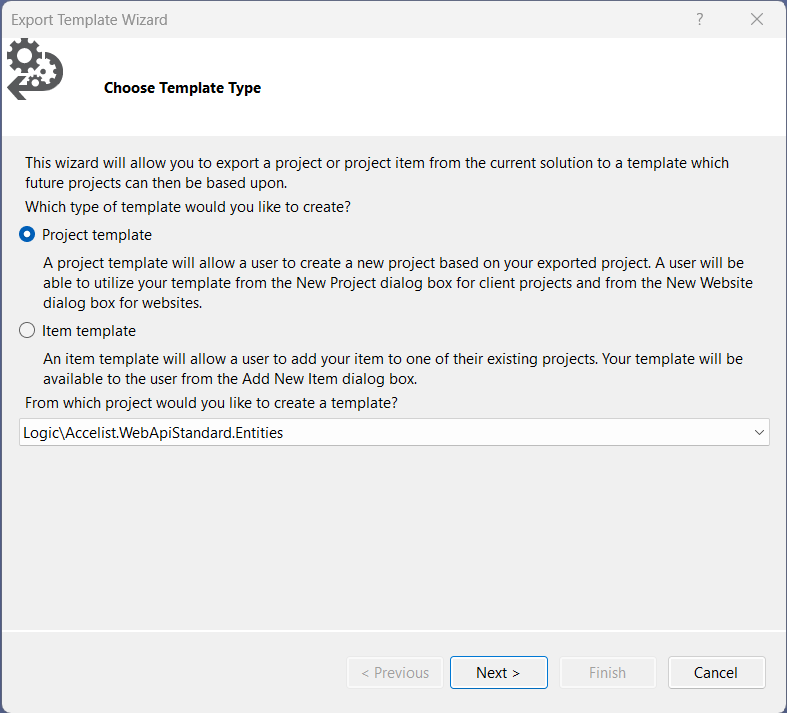 Export Template Wizard
?
Choose Template Type
This wizard will allow you to export a project or project item from the current solution to a template which
future projects can then be based upon.
Which type of template would you like to create?
Project template
A project template will allow a user to create a new project based on your exported project. A user will be
able to utilize your template from the New Project dialog box for client projects and from the New Website
dialog box for websites.
Item template
An item template will allow a user to add your item to one of their existing projects. Your template will be
available to the user from the Add New Item dialog box.
From which project would you like to create a template?
Logic\Accelist.WebApiStandard.Entities
< Previous Next > Finish Cancel